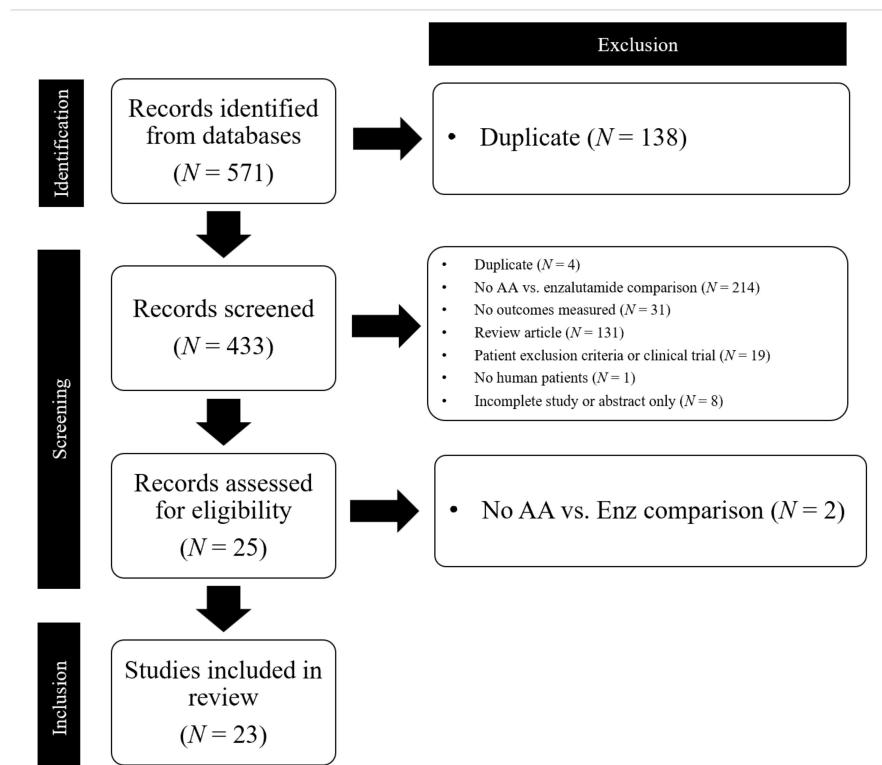 Exclusion
Identification
Records identified
from databases
(N = 571)
• Duplicate (N = 138)
Screening
Records screened
(N = 433)
• Duplicate (N = 4)
• No AA vs. enzalutamide comparison (N = 214)
• No outcomes measured (N = 31)
• Review article (N = 131)
• Patient exclusion criteria or clinical trial (N = 19)
• No human patients (N = 1)
• Incomplete study or abstract only (N = 8)
Records assessed
for eligibility
(N = 25)
• No AA vs. Enz comparison (N = 2)
Inclusion
Studies included in
review
(N = 23)